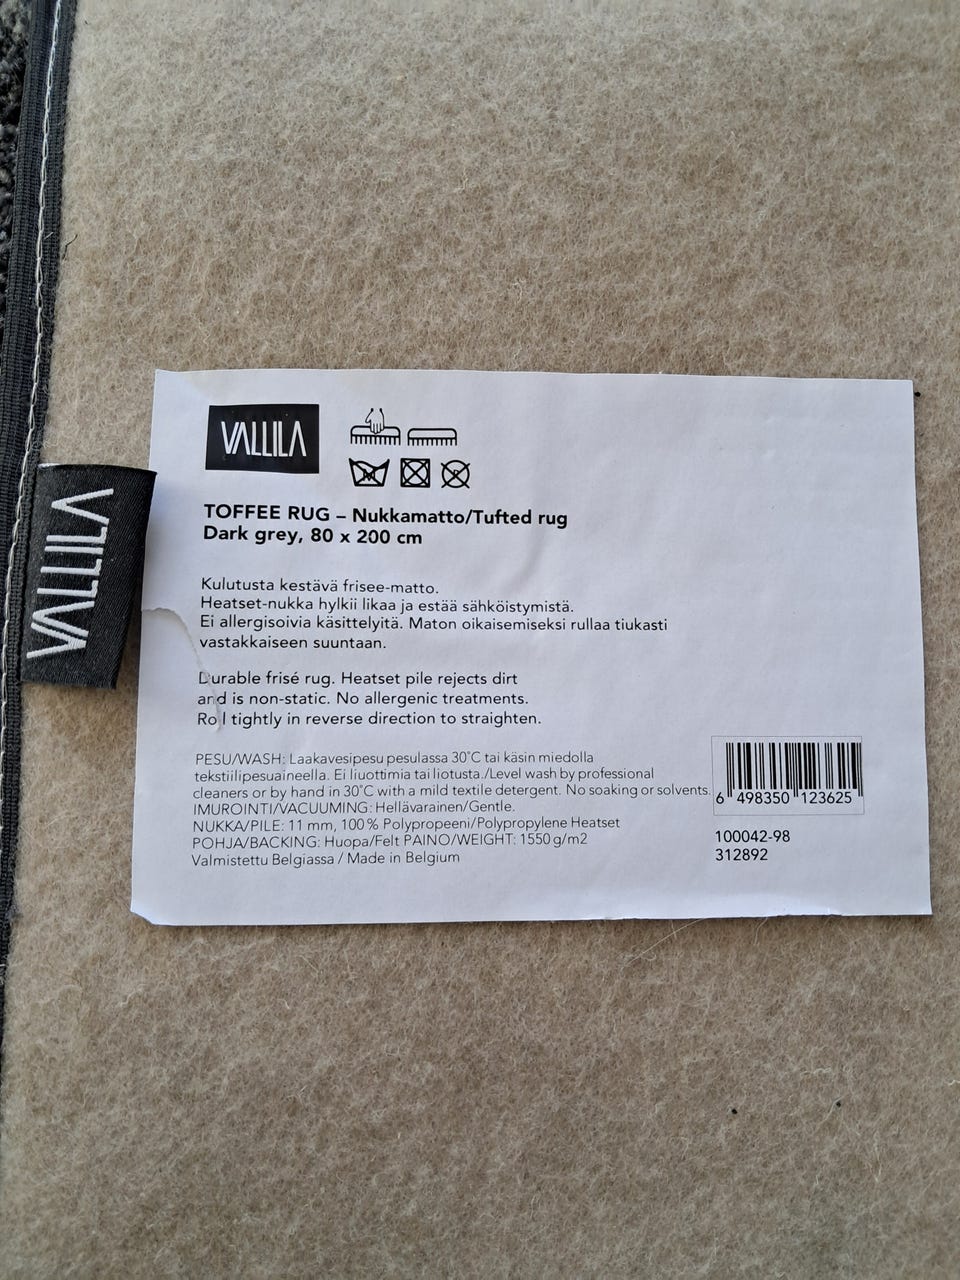 VALLILA
VALLILA
TOFFEE RUG – Nukkamatto/Tufted rug
Dark grey, 80 x 200 cm
Kulutusta kestävä frisee-matto.
Heatset-nukka hylkii likaa ja estää sähköistymistä.
Ei allergisoivia käsittelyitä. Maton oikaisemiseksi rullaa tiukasti
vastakkaiseen suuntaan.
Durable frisé rug. Heatset pile rejects dirt
and is non-static. No allergenic treatments.
Roll tightly in reverse direction to straighten.
PESU/WASH: Laakavesipesu pesulassa 30°C tai käsin miedolla
tekstiilipesuaineella. Ei liuottimia tai liotusta./Level wash by professional
cleaners or by hand in 30°C with a mild textile detergent. No soaking or solvents.
IMUROINTI/VACUUMING: Hellävarainen/Gentle.
NUKKA/PILE: 11 mm, 100% Polypropeeni/Polypropylene Heatset
POHJA/BACKING: Huopa/Felt PAINO/WEIGHT: 1550 g/m2
Valmistettu Belgiassa / Made in Belgium
6 498350 123625
100042-98
312892